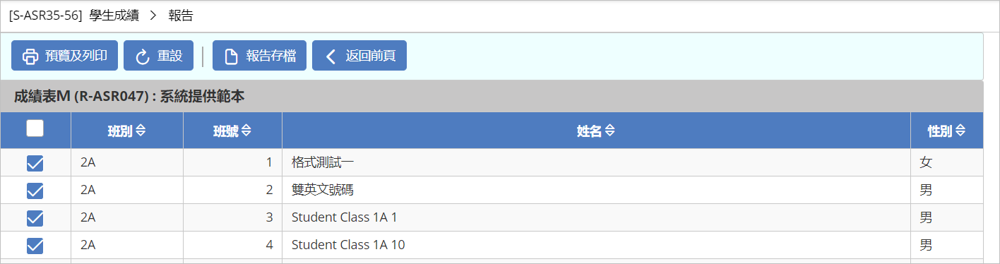 [S-ASR35-56] 學生成績 > 報告
預覽及列印 重設 報告存檔 返回前頁
成績表M (R-ASR047) : 系統提供範本
班別 班號 姓名 性別
2A 1 格式測試一 女
2A 2 雙英文號碼 男
2A 3 Student Class 1A 1 男
2A 4 Student Class 1A 10 男